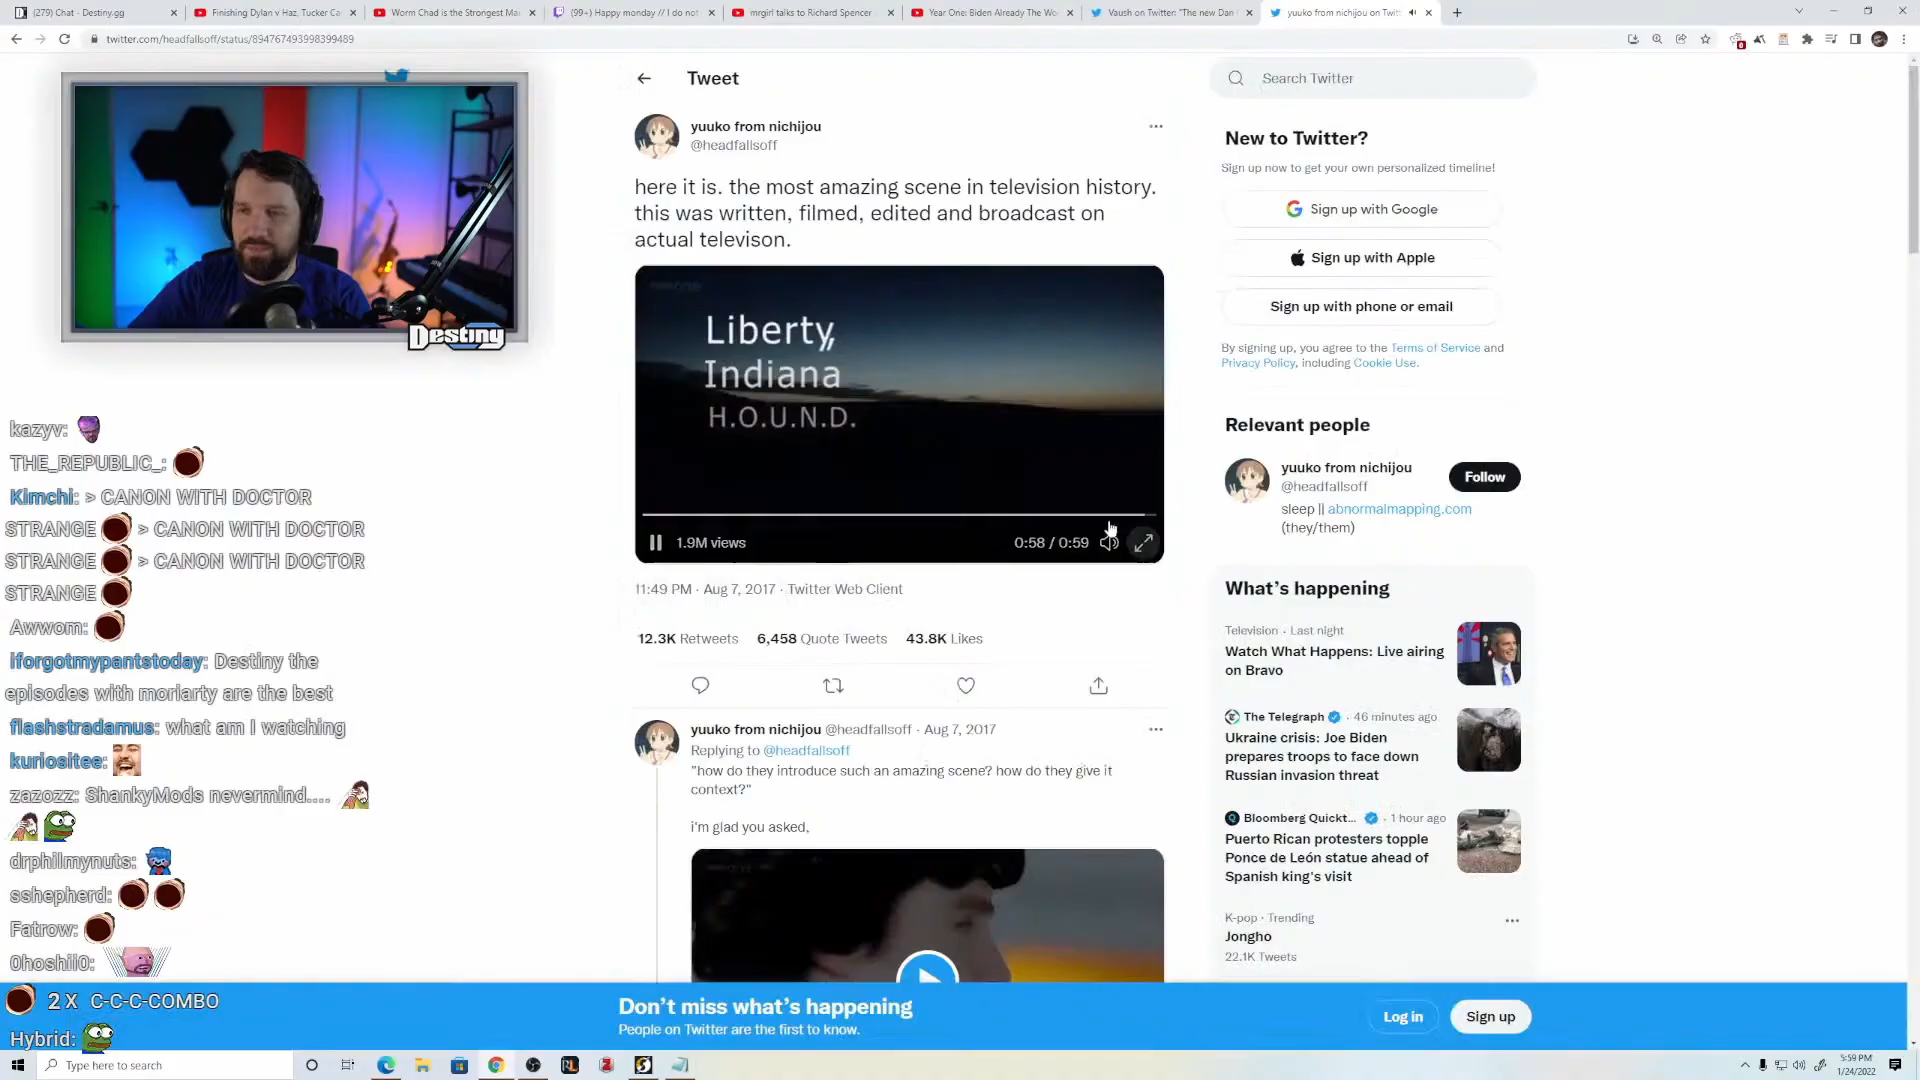 (279) Chat - Destiny.gg
Finishing Dylan v Haz, Tucker Ca
Worm Chad is the Strongest Ma
(99+) Happy monday // I do not
mrgirl talks to Richard Spencer
Year One: Biden Already The Wo
Vaush on Twitter: "The new Dan
yuuko from nichijou on Twit
twitter.com/headfallsoff/status/894767493998399489
Destiny
kazyv:
THE_REPUBLIC_:
Kimchi: > CANON WITH DOCTOR
STRANGE > CANON WITH DOCTOR
STRANGE > CANON WITH DOCTOR
STRANGE
Awwom:
Iforgotmypantstoday: Destiny the
episodes with moriarty are the best
flashstradamus: what am I watching
kuriositee:
zazozz: ShankyMods nevermind....
drphilmynuts:
sshepherd:
Fatrow:
0hoshii0:
2 X C-C-C-COMBO
Hybrid:
Tweet
yuuko from nichijou
@headfallsoff
here it is. the most amazing scene in television history.
this was written, filmed, edited and broadcast on
actual televison.
Liberty,
Indiana
H.O.U.N.D.
1.9M views
0:58 / 0:59
11:49 PM · Aug 7, 2017 · Twitter Web Client
12.3K Retweets 6,458 Quote Tweets 43.8K Likes
yuuko from nichijou @headfallsoff · Aug 7, 2017
Replying to @headfallsoff
"how do they introduce such an amazing scene? how do they give it
context?"
i'm glad you asked,
Search Twitter
New to Twitter?
Sign up now to get your own personalized timeline!
Sign up with Google
Sign up with Apple
Sign up with phone or email
By signing up, you agree to the Terms of Service and
Privacy Policy, including Cookie Use.
Relevant people
yuuko from nichijou
@headfallsoff
Follow
sleep || abnormalmapping.com
(they/them)
What's happening
Television · Last night
Watch What Happens: Live airing
on Bravo
The Telegraph · 46 minutes ago
Ukraine crisis: Joe Biden
prepares troops to face down
Russian invasion threat
Bloomberg Quickt... · 1 hour ago
Puerto Rican protesters topple
Ponce de León statue ahead of
Spanish king's visit
K-pop · Trending
Jongho
22.1K Tweets
Don't miss what's happening
People on Twitter are the first to know.
Log in
Sign up
Type here to search
5:59 PM
1/24/2022